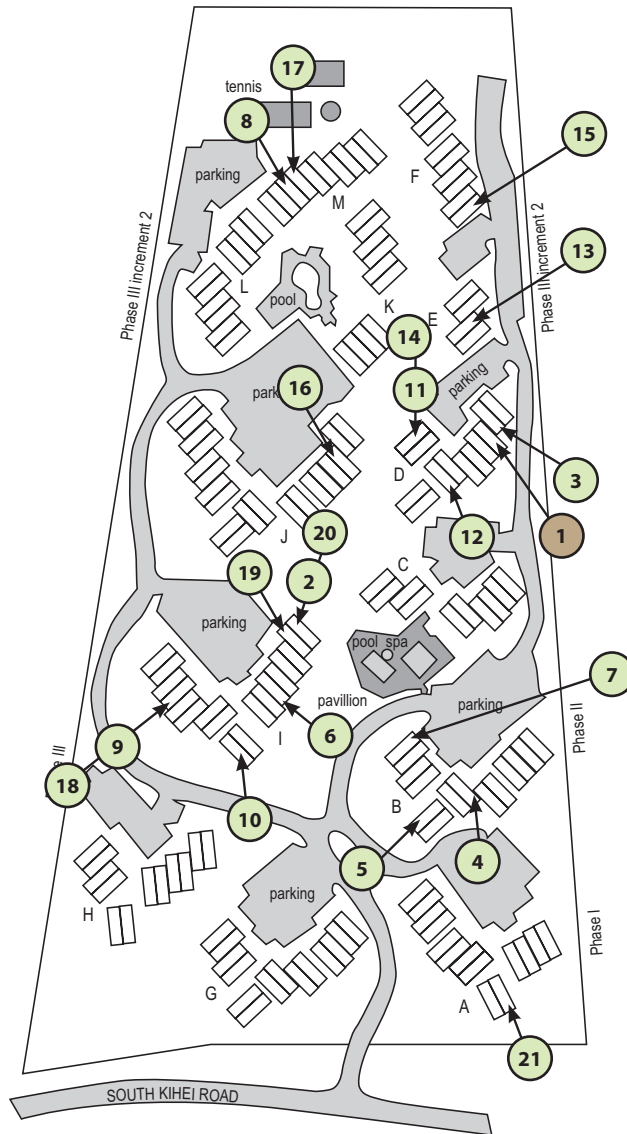 17
tennis
8
15
parking
F
M
Phase III increment 2
Phase III increment 2
13
L
pool
K
E
14
parking
16
11
parking
D
3
J
20
12
1
19
2
C
parking
pool spa
pavillion
parking
7
I
6
9
Phase II
18
III
10
B
5
4
parking
H
Phase I
G
A
21
SOUTH KIHEI ROAD